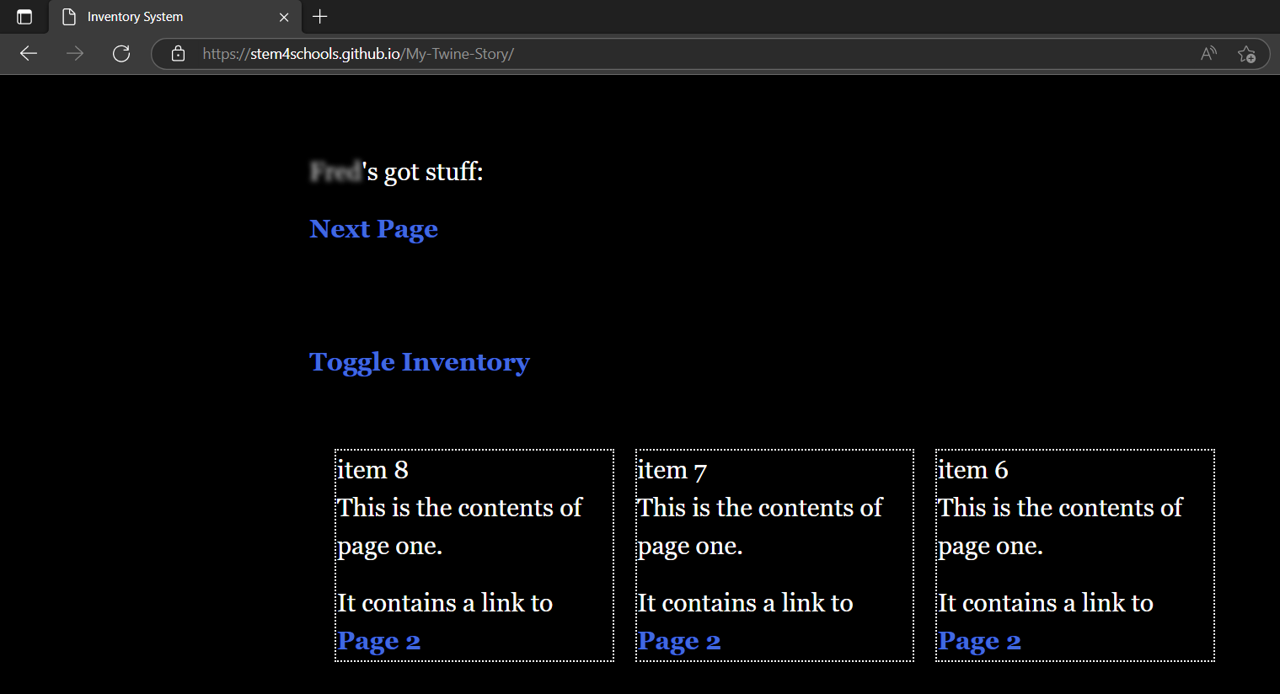 Inventory System
https://stem4schools.github.io/My-Twine-Story/
Fred's got stuff:
Next Page
Toggle Inventory
item 8
This is the contents of
page one.
It contains a link to
Page 2
item 7
This is the contents of
page one.
It contains a link to
Page 2
item 6
This is the contents of
page one.
It contains a link to
Page 2